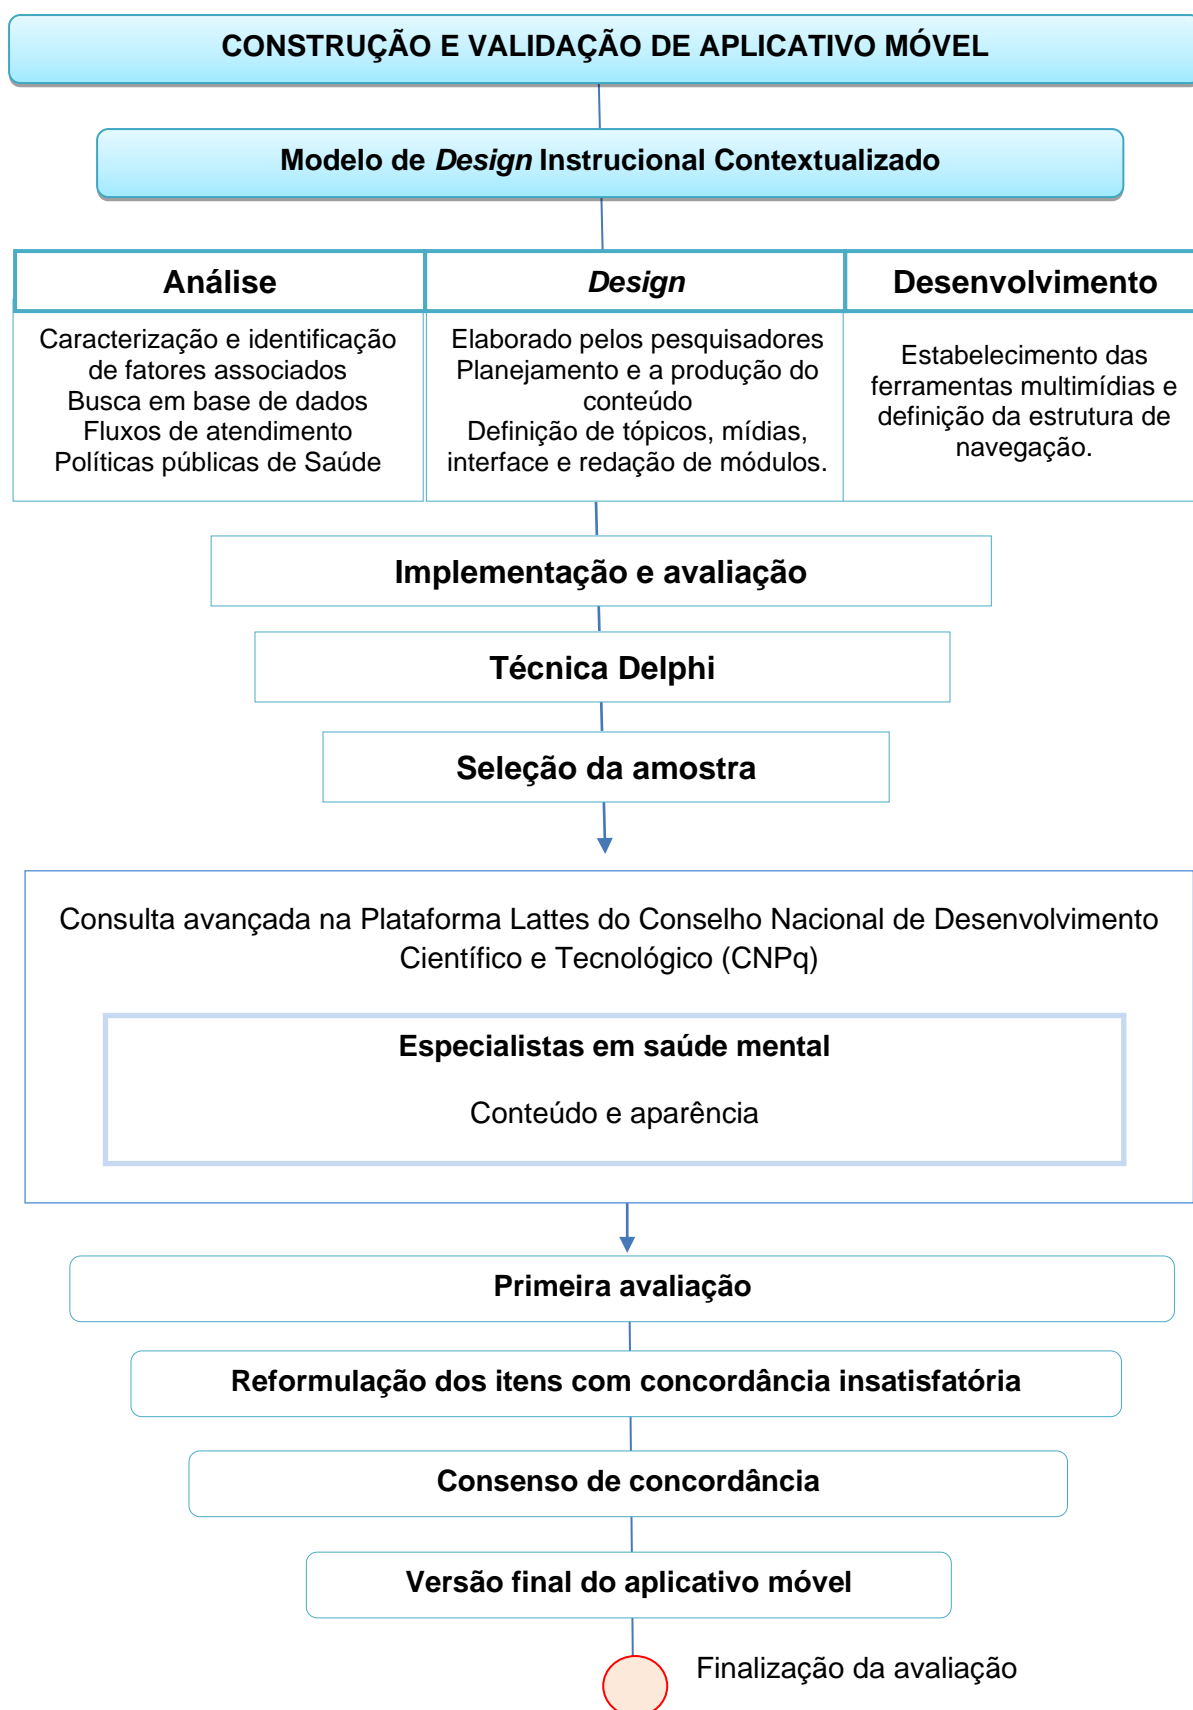 CONSTRUÇÃO E VALIDAÇÃO DE APLICATIVO MÓVEL
Modelo de Design Instrucional Contextualizado
Análise
Caracterização e identificação
de fatores associados
Busca em base de dados
Fluxos de atendimento
Políticas públicas de Saúde
Design
Elaborado pelos pesquisadores
Planejamento e a produção do
conteúdo
Definição de tópicos, mídias,
interface e redação de módulos.
Desenvolvimento
Estabelecimento das
ferramentas multimídias e
definição da estrutura de
navegação.
Implementação e avaliação
Técnica Delphi
Seleção da amostra
Consulta avançada na Plataforma Lattes do Conselho Nacional de Desenvolvimento
Científico e Tecnológico (CNPq)
Especialistas em saúde mental
Conteúdo e aparência
Primeira avaliação
Reformulação dos itens com concordância insatisfatória
Consenso de concordância
Versão final do aplicativo móvel
Finalização da avaliação